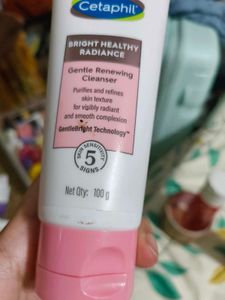 Cetaphil®
BRIGHT HEALTHY
RADIANCE
Gentle Renewing
Cleanser
Purifies and refines
skin texture
for visibly radiant
and smooth complexion
GentleBright Technology™
SKIN SENSITIVITY
5
SIGNS
Net Qty: 100 g